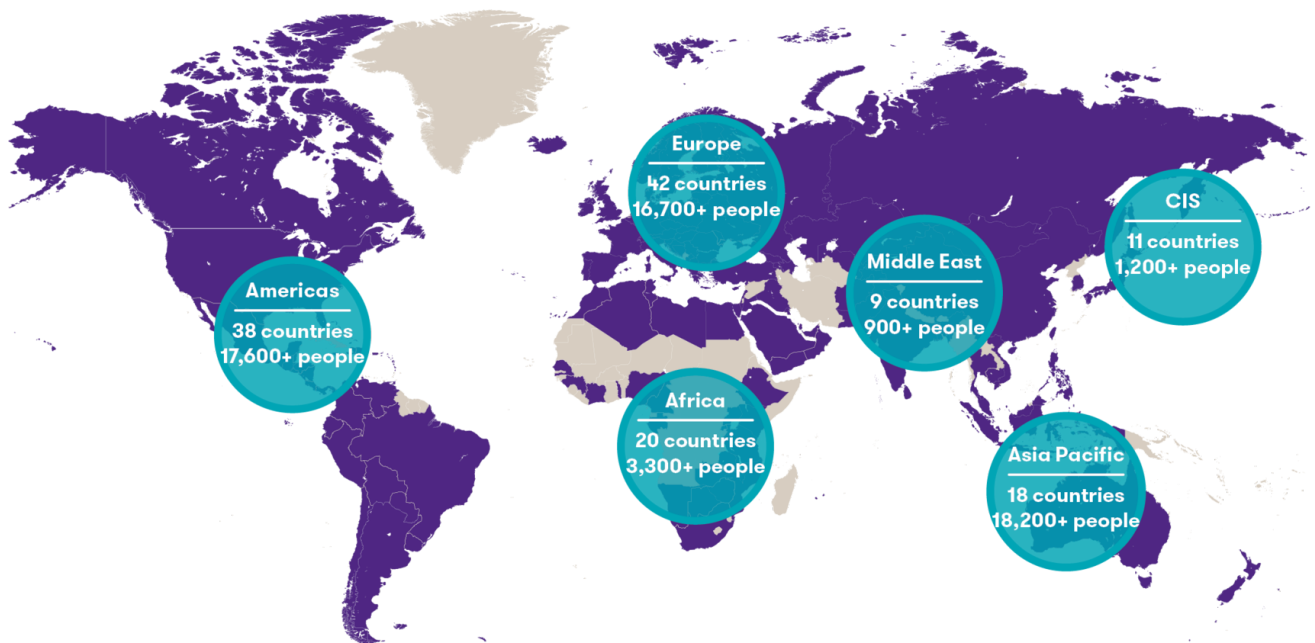 Europe
42 countries
16,700+ people
CIS
11 countries
1,200+ people
Middle East
9 countries
900+ people
Americas
38 countries
17,600+ people
Africa
20 countries
3,300+ people
Asia Pacific
18 countries
18,200+ people